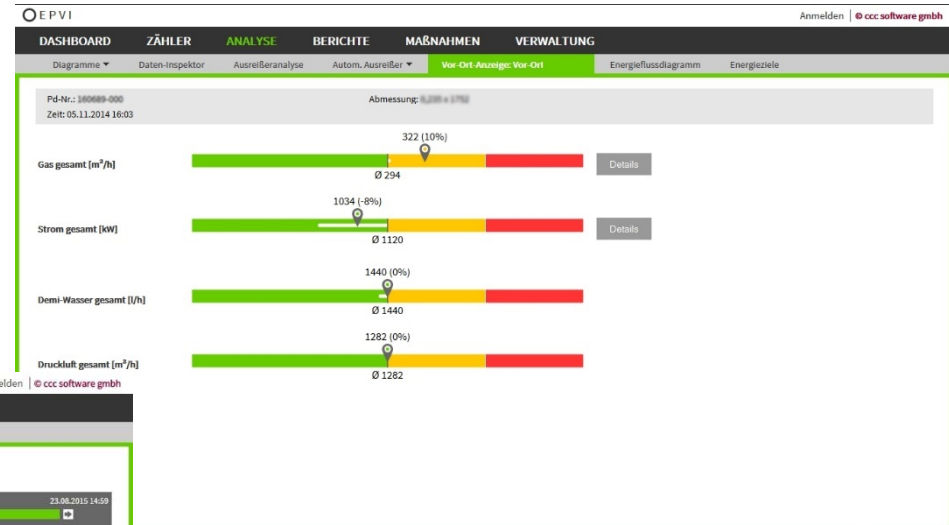 OEPVI
Anmelden | © ccc software gmbh
DASHBOARD ZÄHLER ANALYSE BERICHTE MAßNAHMEN VERWALTUNG
Diagramme Daten-Inspektor Ausreißeranalyse Autom. Ausreißer Vor-Ort-Anzeige: Vor-Ort Energieflussdiagramm Energieziele
Pd-Nr.: Abmessung:
Zeit: 05.11.2014 16:03
322 (10%)
Gas gesamt [m³/h] Details
Ø 294
1034 (-8%)
Strom gesamt [kW] Details
Ø 1120
1440 (0%)
Demi-Wasser gesamt [l/h]
Ø 1440
1282 (0%)
Druckluft gesamt [m³/h]
Ø 1282
elden | © ccc software gmbh
23.08.2015 14:59